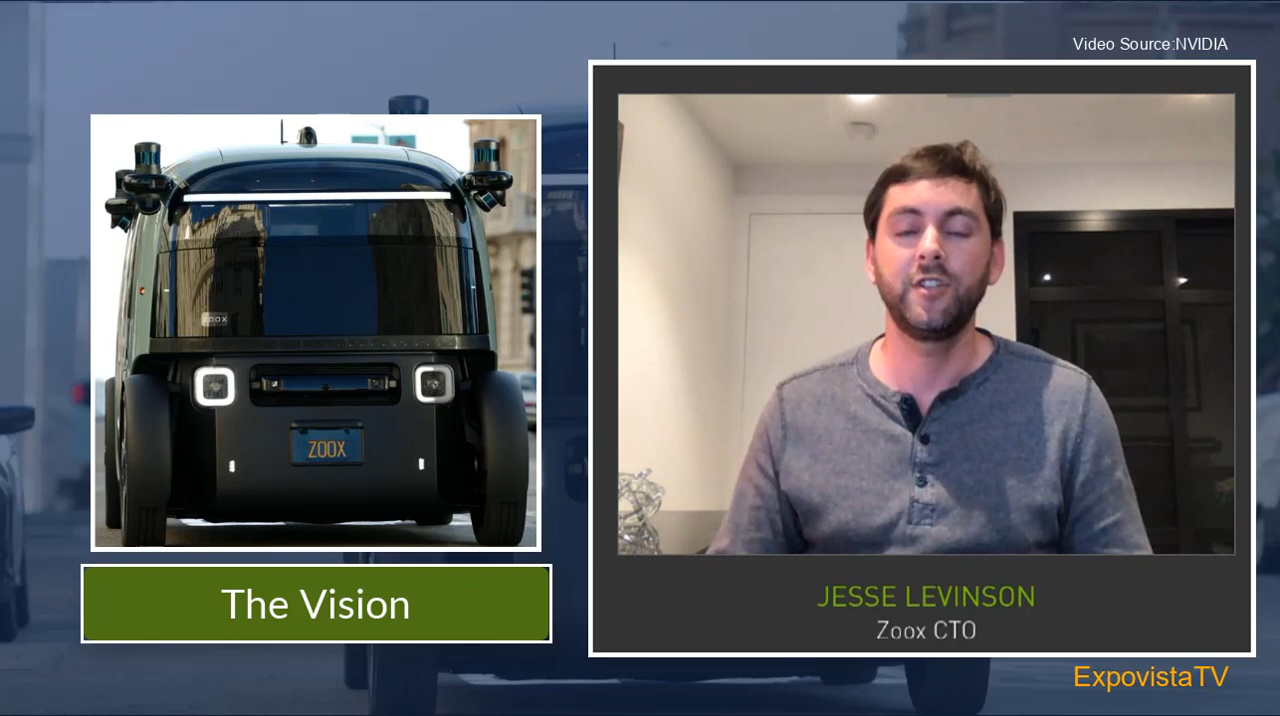 Video Source:NVIDIA
ZOOX
ZOOX
The Vision
JESSE LEVINSON
Zoox CTO
ExpovistaTV